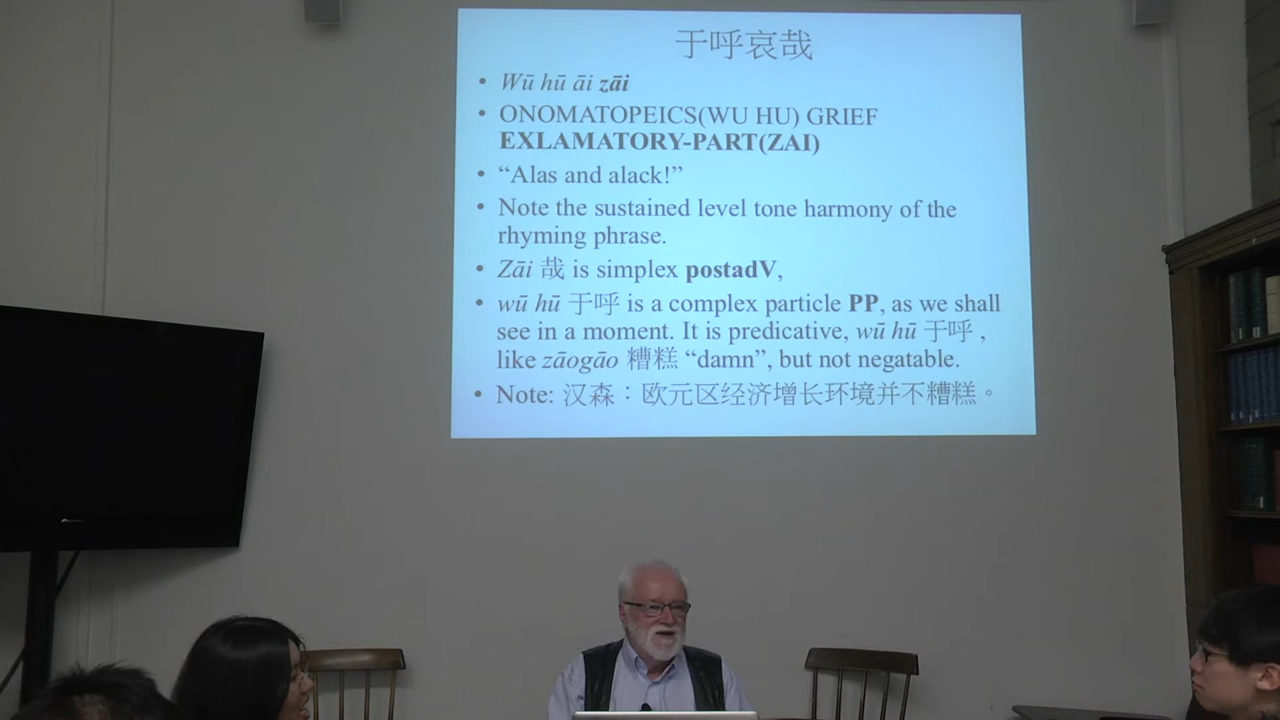 于呼哀哉
• Wū hū āi zāi
• ONOMATOPEICS(WU HU) GRIEF
EXLAMATORY-PART(ZAI)
• “Alas and alack!”
• Note the sustained level tone harmony of the
rhyming phrase.
• Zāi 哉 is simplex postadV,
• wū hū 于呼 is a complex particle PP, as we shall
see in a moment. It is predicative, wū hū 于呼 ,
like zāogāo 糟糕 “damn”, but not negatable.
• Note: 汉森：欧元区经济增长环境并不糟糕。